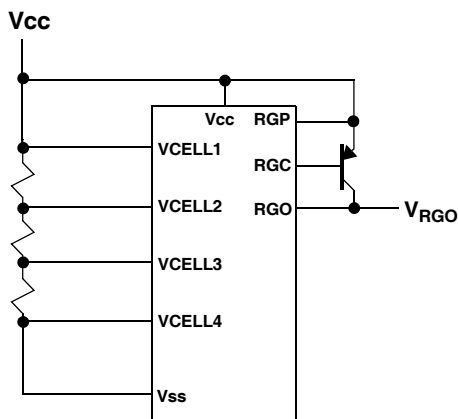 Vcc
Vcc
RGP
VCELL1
RGC
VCELL2
RGO
VRGO
VCELL3
VCELL4
Vss